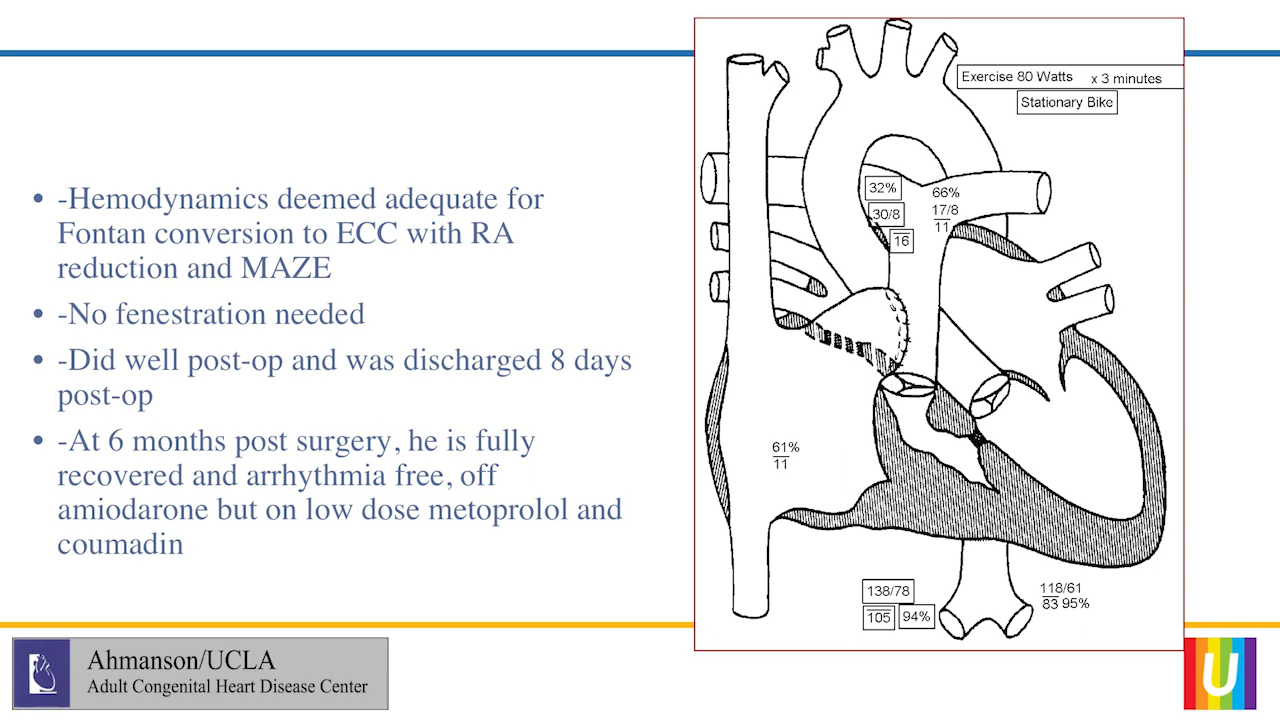 • -Hemodynamics deemed adequate for
Fontan conversion to ECC with RA
reduction and MAZE
• -No fenestration needed
• -Did well post-op and was discharged 8 days
post-op
• -At 6 months post surgery, he is fully
recovered and arrhythmia free, off
amiodarone but on low dose metoprolol and
coumadin
Exercise 80 Watts x 3 minutes
Stationary Bike
32%
30/8
16
66%
17/8
11
61%
11
138/78
105 94%
118/61
83 95%
Ahmanson/UCLA
Adult Congenital Heart Disease Center
U